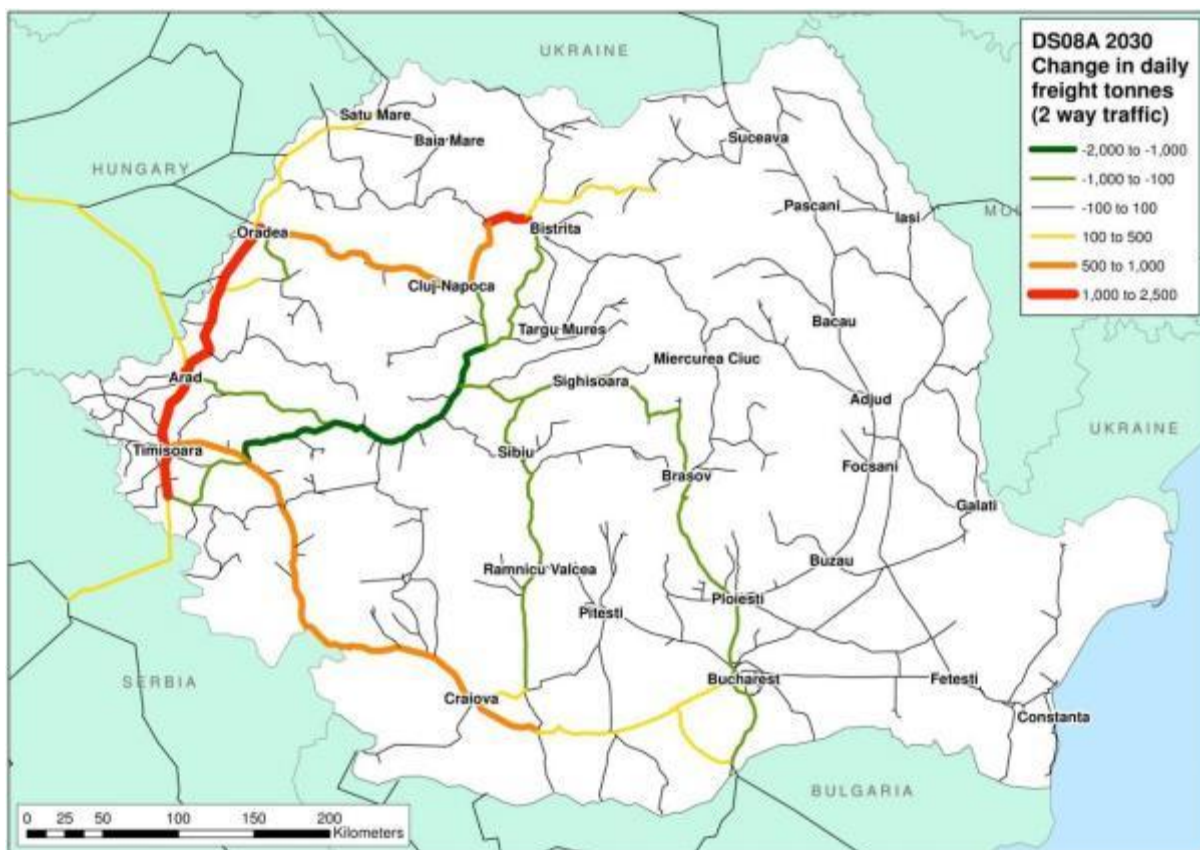 DS08A 2030
Change in daily
freight tonnes
(2 way traffic)
-2,000 to -1,000
-1,000 to -100
-100 to 100
100 to 500
500 to 1,000
1,000 to 2,500
UKRAINE
Satu Mare
Baia Mare
Suceava
HUNGARY
Pascani
Iasi
Oradea
Bistrita
Cluj-Napoca
Targu Mures
Bacau
Miercurea Ciuc
Arad
Sighisoara
Adjud
UKRAINE
Timisoara
Sibiu
Focsani
Brasov
Galati
Buzau
Ramnicu Valcea
Ploiesti
Pitesti
SERBIA
Bucharest
Fetesti
Craiova
Constanta
BULGARIA
0 25 50 100 150 200
Kilometers